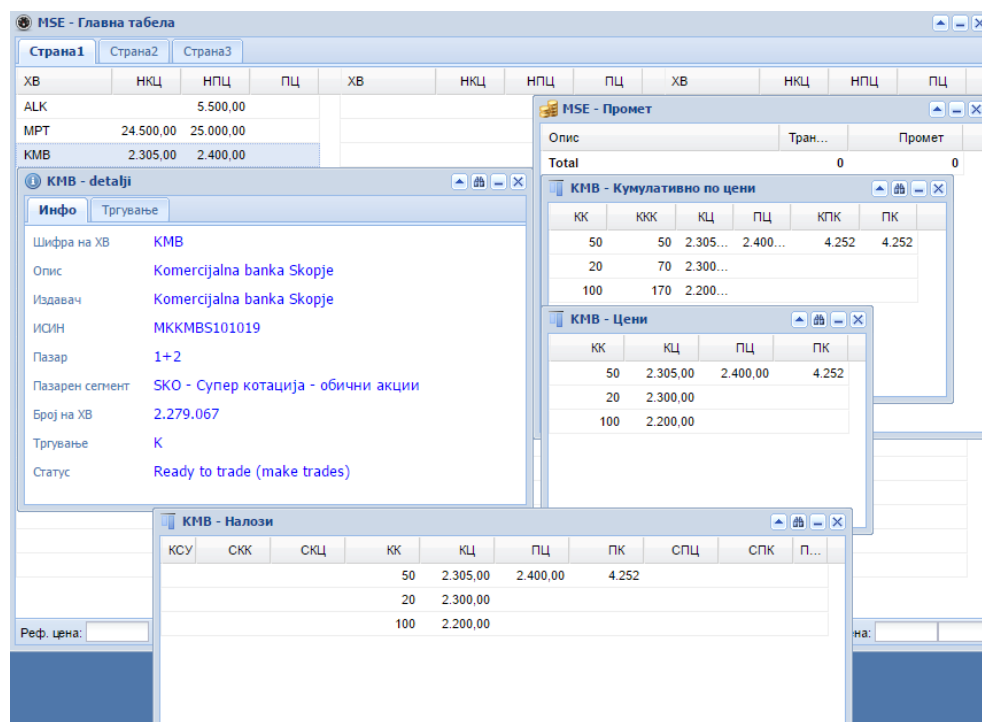 MSE - Главна табела
Страна1 Страна2 Страна3
ХВ НКЦ НПЦ ПЦ ХВ НКЦ НПЦ ПЦ ХВ НКЦ НПЦ ПЦ
ALK 5.500,00
MPT 24.500,00 25.000,00
KMB 2.305,00 2.400,00
MSE - Промет
Опис Тран... Промет
Total 0 0
KMB - detalji
Инфо Тргување
Шифра на ХВ KMB
Опис Komercijalna banka Skopje
Издавач Komercijalna banka Skopje
ИСИН MKKMBS101019
Пазар 1+2
Пазарен сегмент SKO - Супер котација - обични акции
Број на ХВ 2.279.067
Тргување K
Статус Ready to trade (make trades)
KMB - Кумулативно по цени
КК ККК КЦ ПЦ КПК ПК
50 50 2.305... 2.400... 4.252 4.252
20 70 2.300...
100 170 2.200...
KMB - Цени
КК КЦ ПЦ ПК
50 2.305,00 2.400,00 4.252
20 2.300,00
100 2.200,00
KMB - Налози
КСУ СКК СКЦ КК КЦ ПЦ ПК СПЦ СПК П...
50 2.305,00 2.400,00 4.252
20 2.300,00
100 2.200,00
Реф. цена:
на: